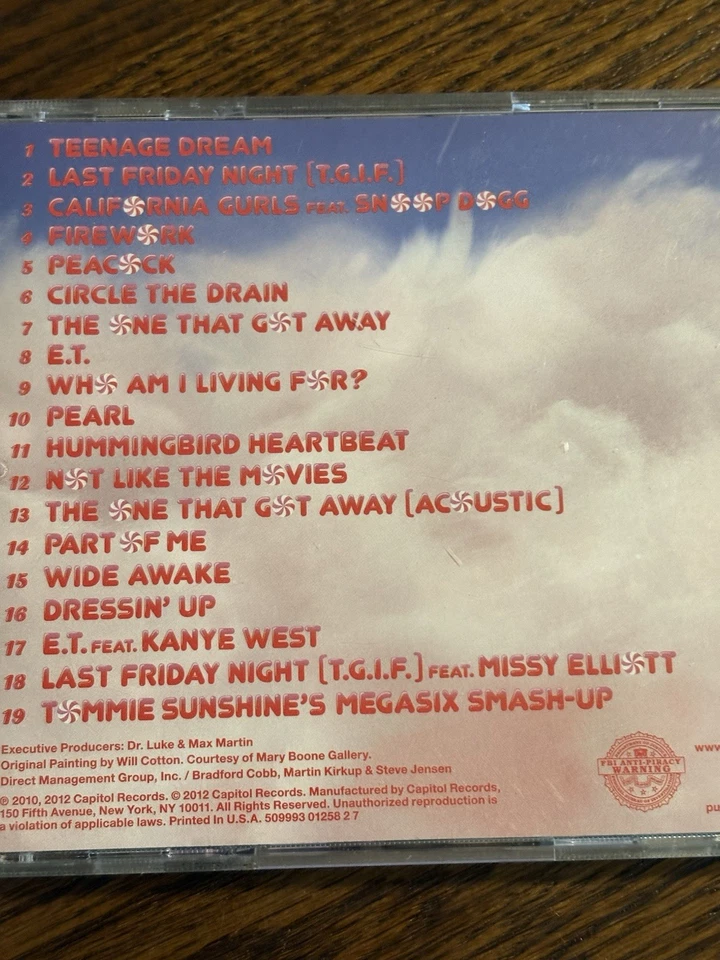 1 TEENAGE DREAM
2 LAST FRIDAY NIGHT (T.G.I.F.)
3 CALIFORNIA GURLS FEAT. SNOOP DOGG
4 FIREWORK
5 PEACOCK
6 CIRCLE THE DRAIN
7 THE ONE THAT GOT AWAY
8 E.T.
9 WHO AM I LIVING FOR?
10 PEARL
11 HUMMINGBIRD HEARTBEAT
12 NOT LIKE THE MOVIES
13 THE ONE THAT GOT AWAY (ACOUSTIC)
14 PART OF ME
15 WIDE AWAKE
16 DRESSIN' UP
17 E.T. FEAT. KANYE WEST
18 LAST FRIDAY NIGHT (T.G.I.F.) FEAT. MISSY ELLIOTT
19 TOMMIE SUNSHINE'S MEGASIX SMASH-UP
Executive Producers: Dr. Luke & Max Martin
Original Painting by Will Cotton. Courtesy of Mary Boone Gallery.
Direct Management Group, Inc. / Bradford Cobb, Martin Kirkup & Steve Jensen
℗ 2010, 2012 Capitol Records. © 2012 Capitol Records. Manufactured by Capitol Records,
150 Fifth Avenue, New York, NY 10011. All Rights Reserved. Unauthorized reproduction is
a violation of applicable laws. Printed In U.S.A. 509993 01258 2 7
FBI ANTI-PIRACY
WARNING
www
pu